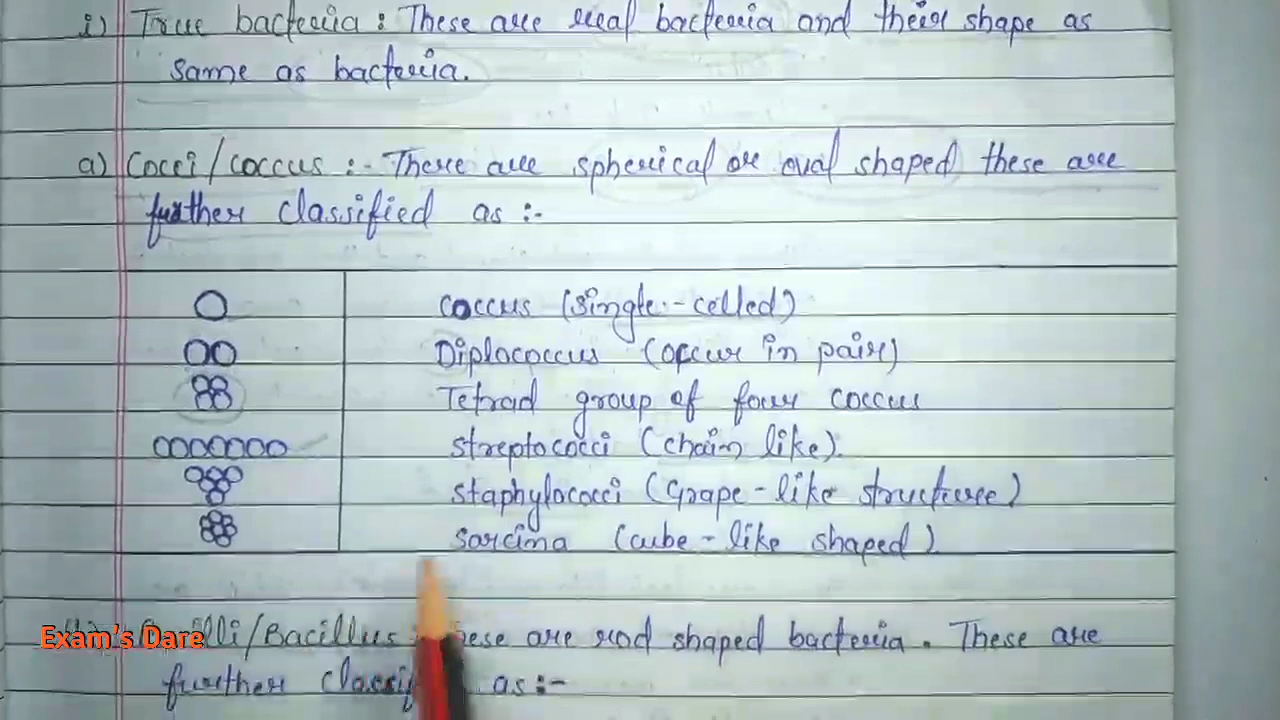 i) True bacteria : These are real bacteria and their shape as
same as bacteria.
a) Cocci/coccus :- There are spherical or oval shaped these are
further classified as :-
coccus (single-celled)
Diplococcus (occur in pair)
Tetrad group of four coccus
streptococci (chain like).
staphylococci (Grape-like structure)
sarcina (cube-like shaped).
Exam's Dare
/Bacillus these are rod shaped bacteria. These are
further as :-